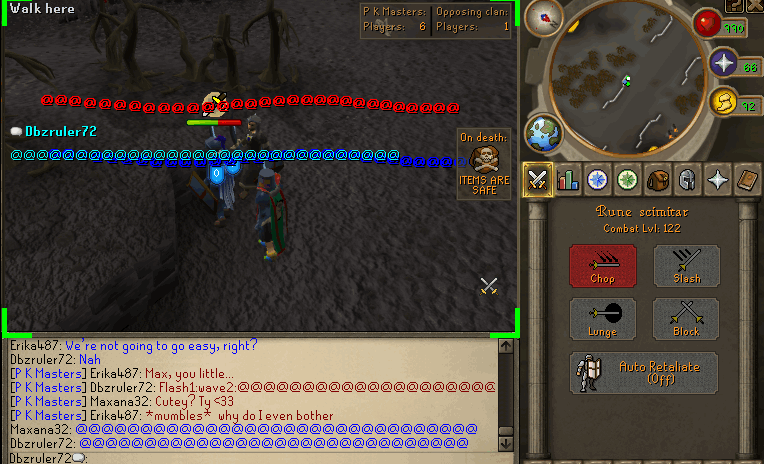 Walk here
P K Masters: Opposing clan:
Players: 6 Players: 1
990
66
92
Dbzruler72
On death:
ITEMS ARE
SAFE
0
Rune scimitar
Combat Lvl: 122
Chop
Slash
Lunge
Block
Auto Retaliate
(Off)
Erika487: We're not going to go easy, right?
Dbzruler72: Nah
[P K Masters] Erika487: Max, you little...
[P K Masters] Dbzruler72: Flash1:wave2:@@@@@@@@@@@@@@@@@@@@
[P K Masters] Maxana32: Cutey? Ty <33
[P K Masters] Erika487: *mumbles* why do I even bother
Maxana32: @@@@@@@@@@@@@@@@@@@@@@@@@@@@@@@
Dbzruler72: @@@@@@@@@@@@@@@@@@@@@@@@@@@@@@
Dbzruler72: